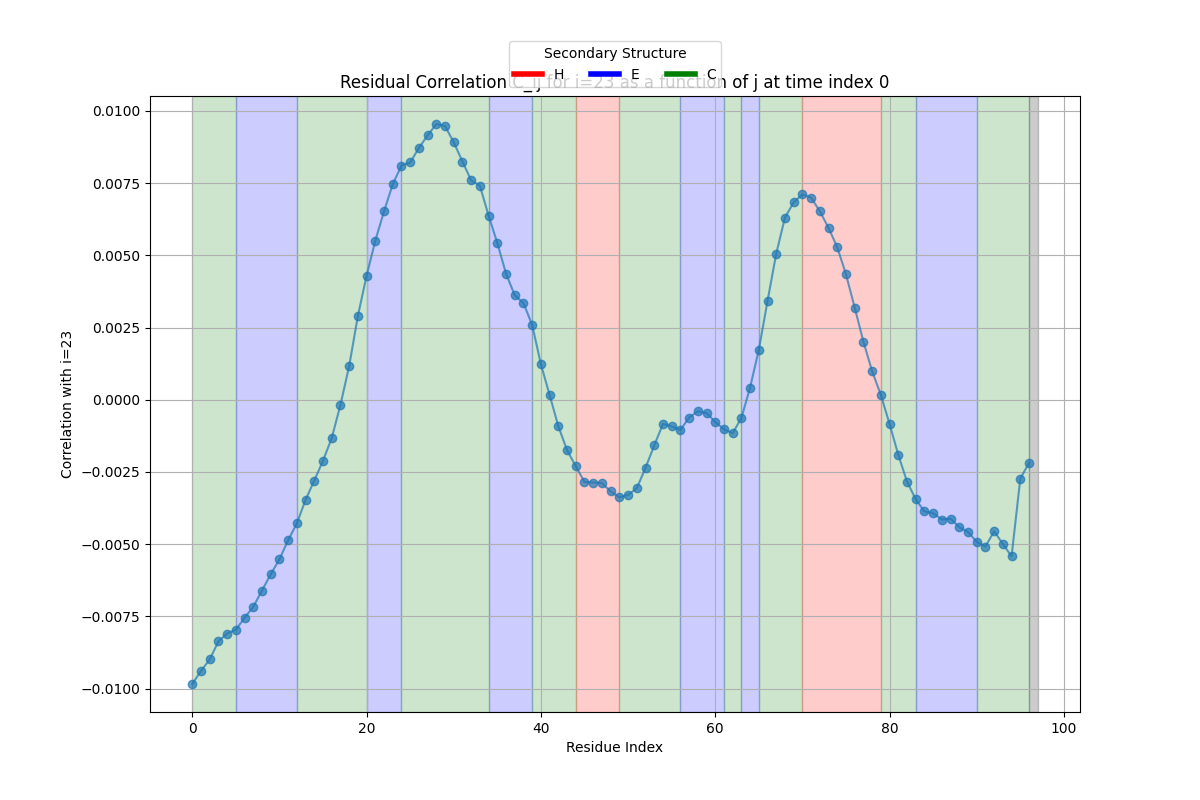 Secondary Structure
H E C
Residual Correlation C_ij for i=23 as a function of j at time index 0
0.0100
0.0075
0.0050
0.0025
0.0000
−0.0025
−0.0050
−0.0075
−0.0100
Correlation with i=23
0 20 40 60 80 100
Residue Index